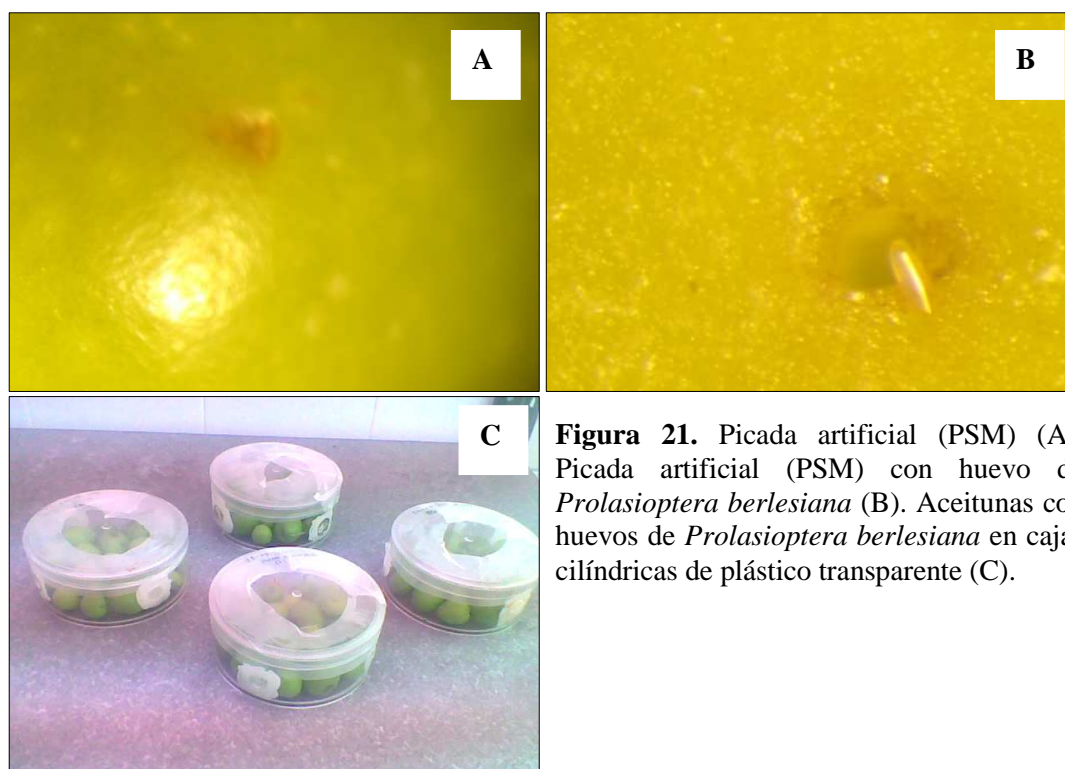 A
B
C
Figura 21. Picada artificial (PSM) (A
Picada artificial (PSM) con huevo d
Prolasioptera berlesiana (B). Aceitunas co
huevos de Prolasioptera berlesiana en caja
cilíndricas de plástico transparente (C).